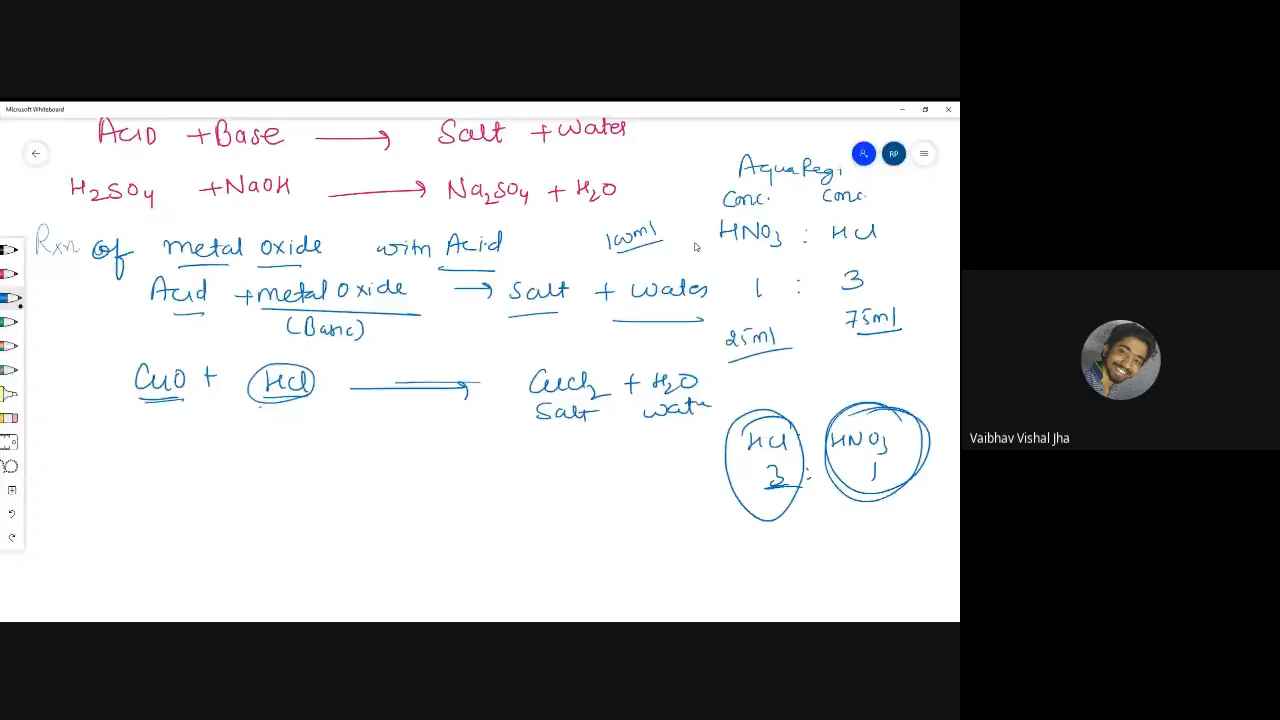 Microsoft Whiteboard
Acid + Base → Salt + Water
H₂SO₄ + NaOH → Na₂SO₄ + H₂O
RP
Aqua Regi
Conc. Conc.
HNO₃ : HCl
1 : 3
25ml 75ml
100ml
Rxn of metal oxide with Acid
Acid + metal Oxide → Salt + Water
(Basic)
CuO + HCl → CuCl₂ + H₂O
Salt Water
HCl HNO₃
3 : 1
Vaibhav Vishal Jha